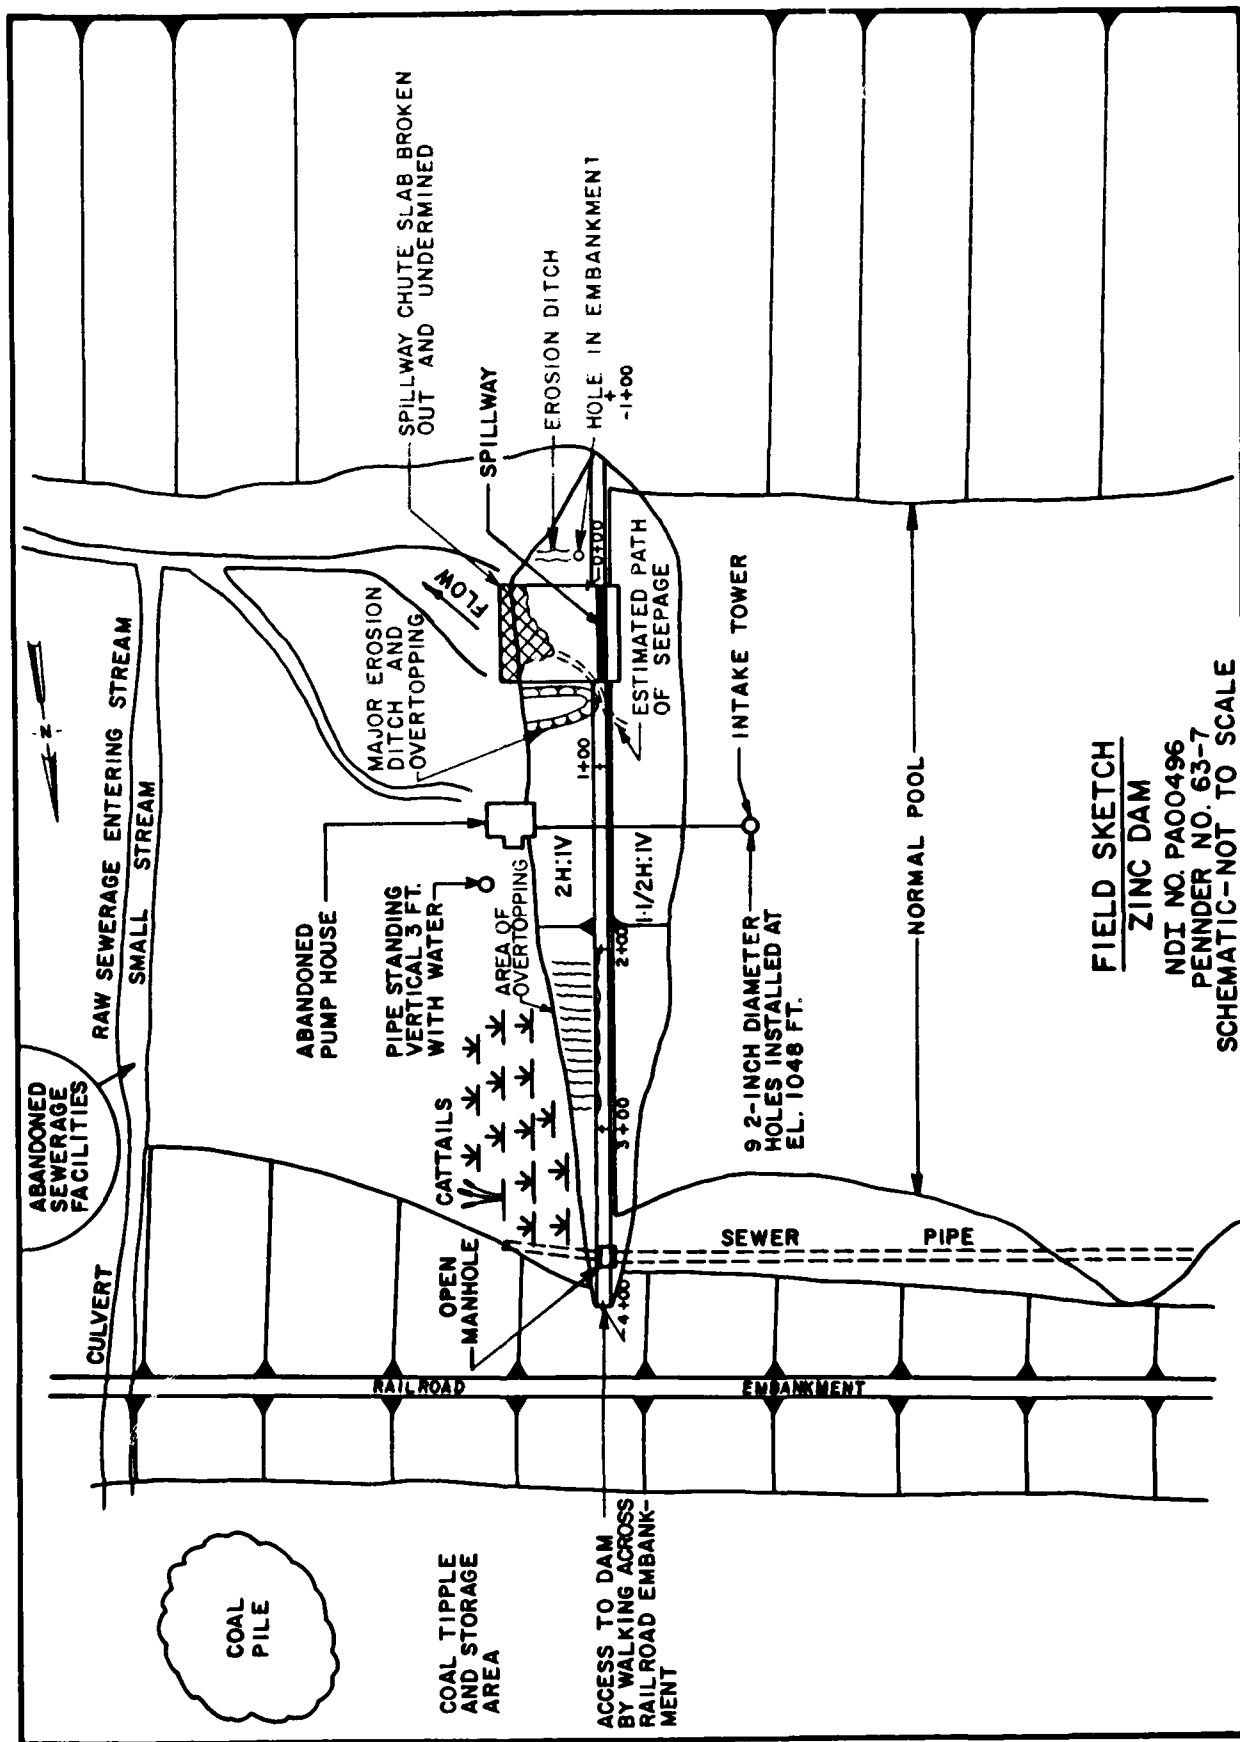 ABANDONED
SEWERAGE
FACILITIES
CULVERT
RAW SEWERAGE ENTERING STREAM
SMALL STREAM
N
COAL
PILE
COAL TIPPLE
AND STORAGE
AREA
ABANDONED
PUMP HOUSE
PIPE STANDING
VERTICAL 3 FT.
WITH WATER
CATTAILS
OPEN
MANHOLE
MAJOR EROSION
DITCH AND
OVERTOPPING
FLOW
SPILLWAY CHUTE SLAB BROKEN
OUT AND UNDERMINED
SPILLWAY
EROSION DITCH
HOLE IN EMBANKMENT
AREA OF
OVERTOPPING
2H:1V
1-1/2H:1V
-4+00
3+00
2+00
1+00
-0+00
-1+00
RAILROAD
EMBANKMENT
ACCESS TO DAM
BY WALKING ACROSS
RAILROAD EMBANK-
MENT
ESTIMATED PATH
OF SEEPAGE
SEWER
PIPE
9 2-INCH DIAMETER
HOLES INSTALLED AT
EL. 1048 FT.
INTAKE TOWER
NORMAL POOL
FIELD SKETCH
ZINC DAM
NDI NO. PA00496
PENNDER NO. 63-7
SCHEMATIC-NOT TO SCALE